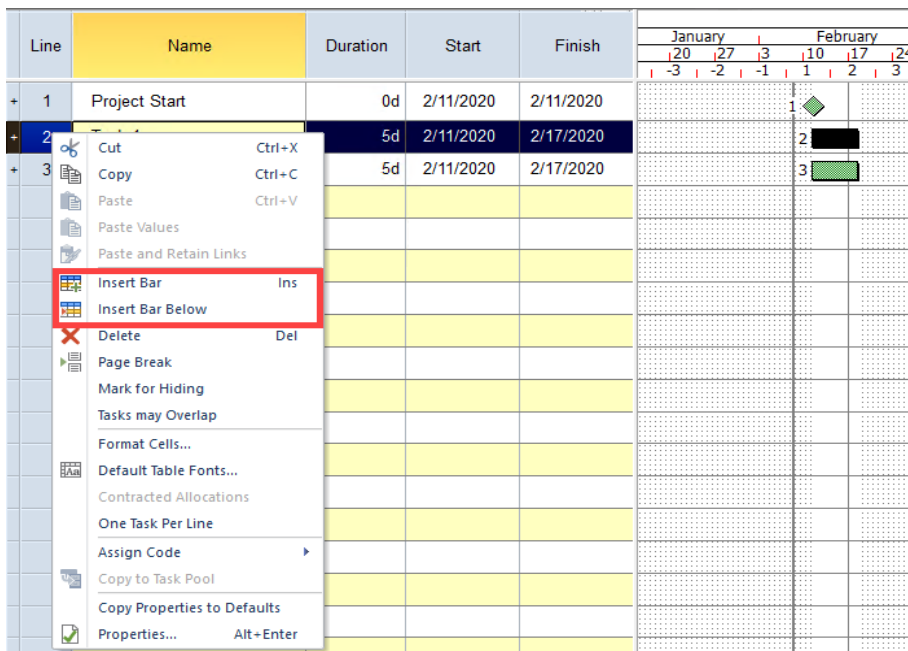 Line Name Duration Start Finish
January February
20 27 3 10 17
-3 -2 -1 1 2 3
+ 1 Project Start 0d 2/11/2020 2/11/2020 1
+ 2 5d 2/11/2020 2/17/2020 2
+ 3 5d 2/11/2020 2/17/2020 3
Cut Ctrl+X
Copy Ctrl+C
Paste Ctrl+V
Paste Values
Paste and Retain Links
Insert Bar Ins
Insert Bar Below
Delete Del
Page Break
Mark for Hiding
Tasks may Overlap
Format Cells...
Default Table Fonts...
Contracted Allocations
One Task Per Line
Assign Code
Copy to Task Pool
Copy Properties to Defaults
Properties... Alt+Enter